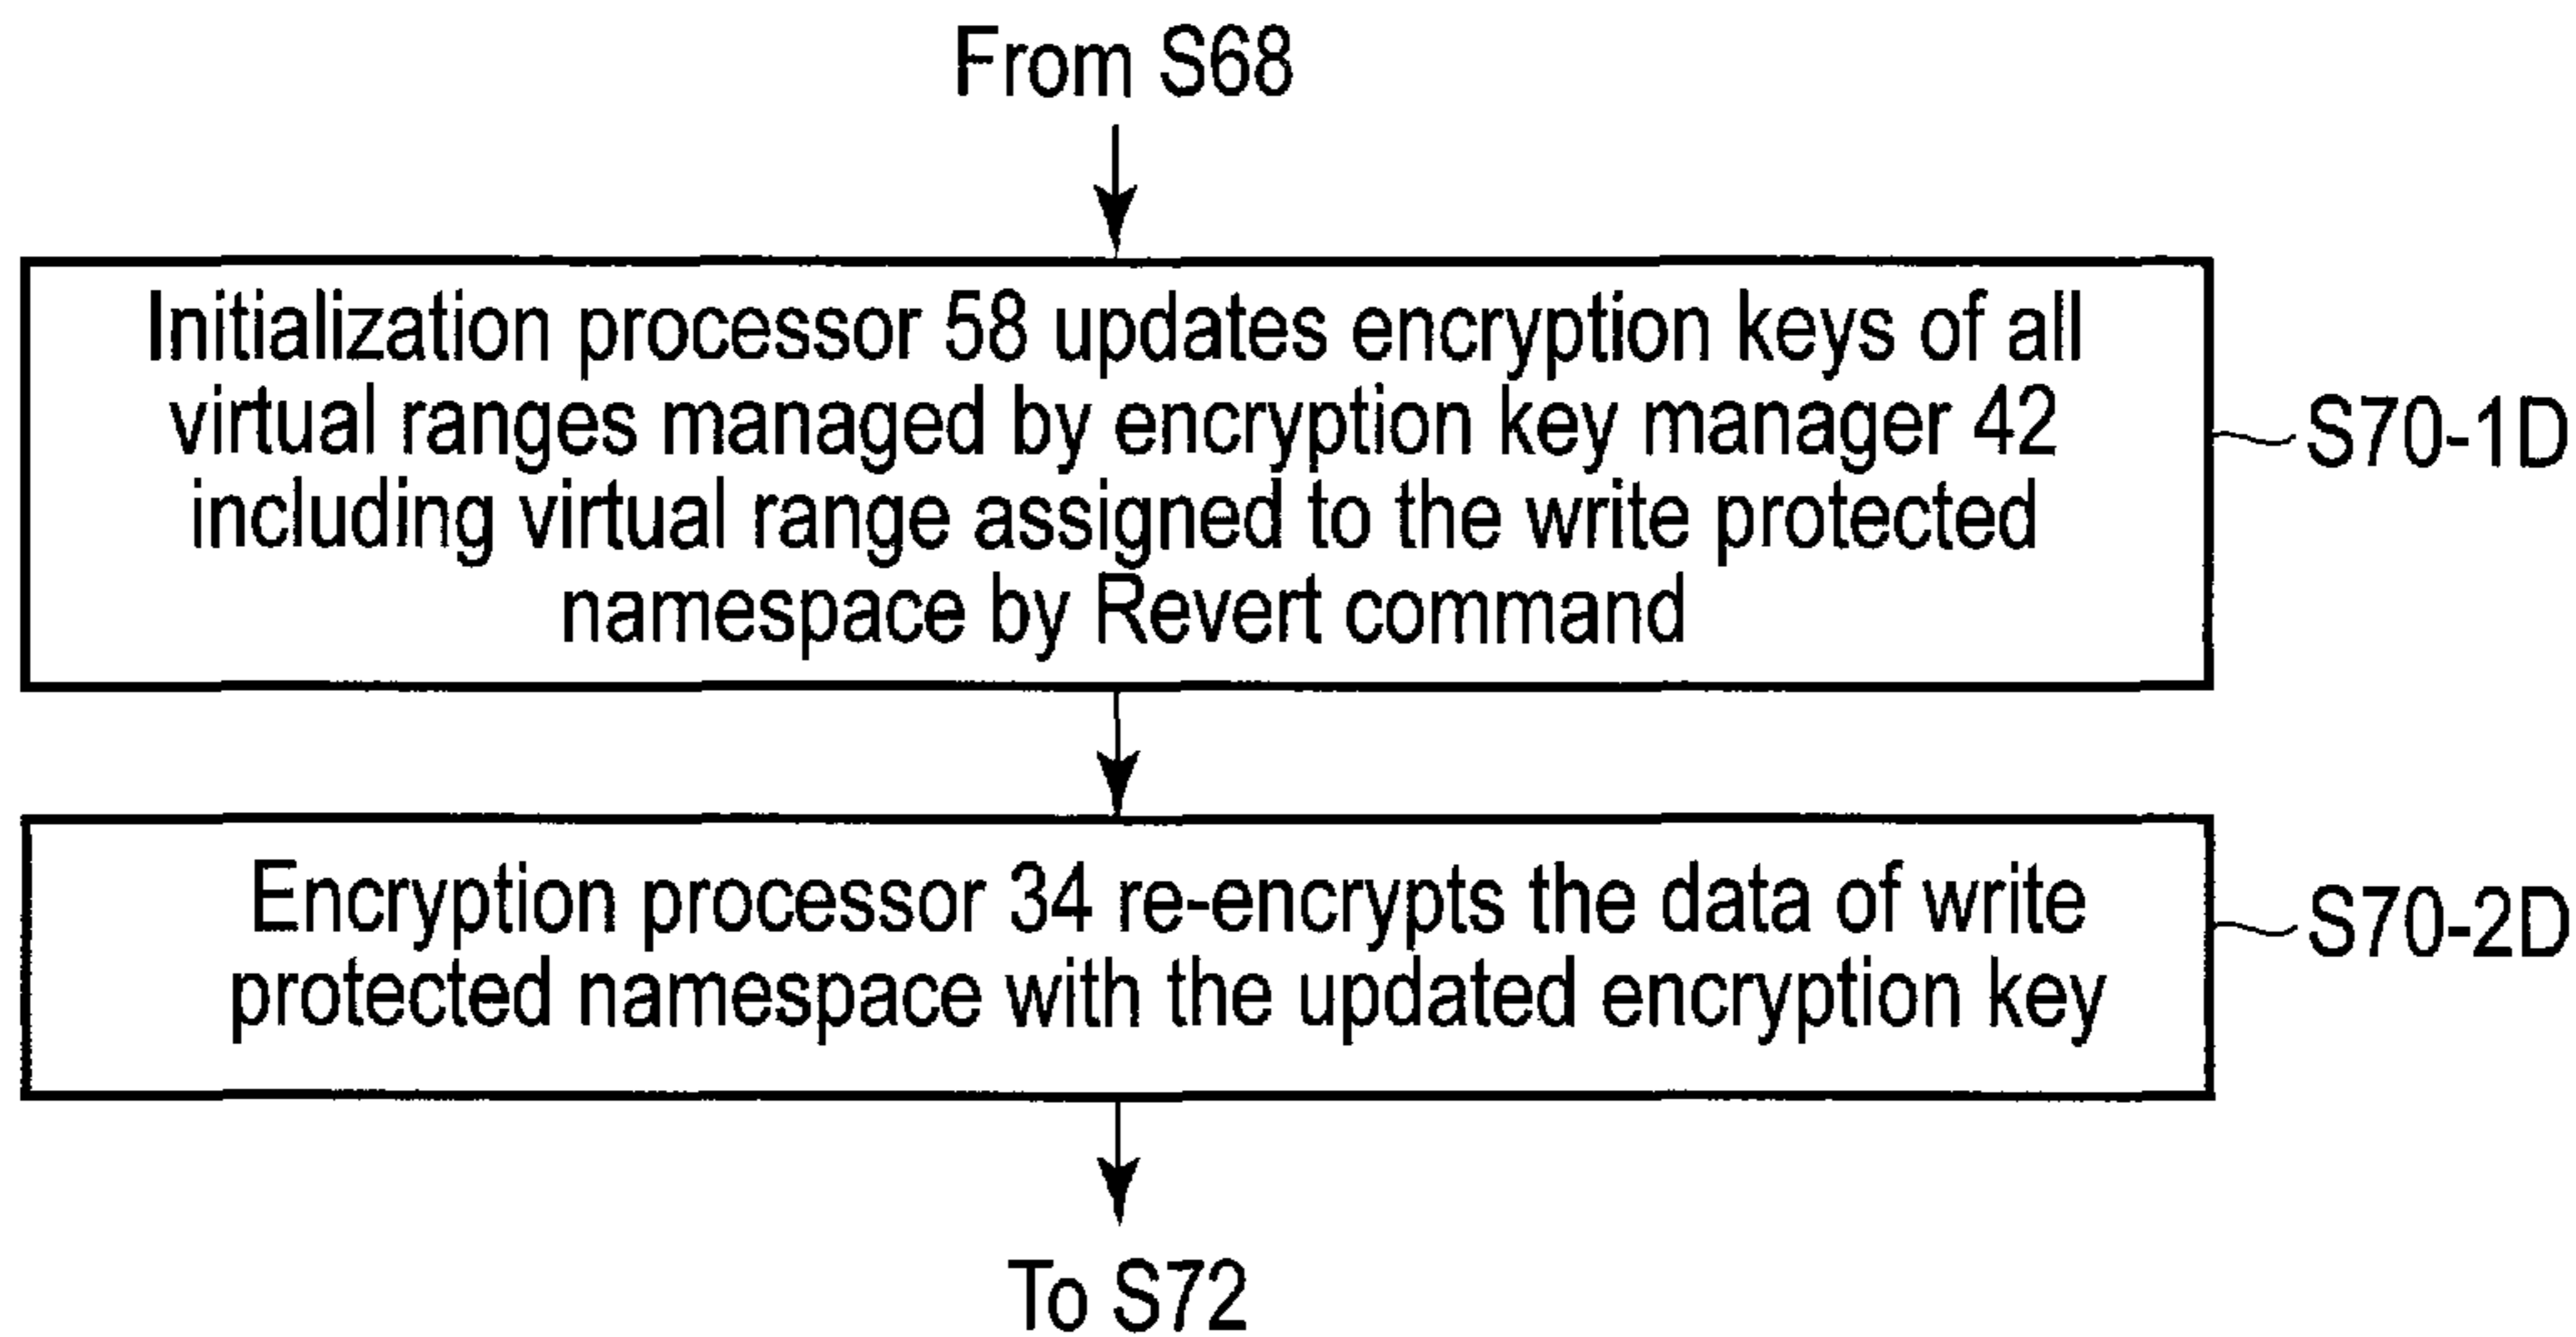 From S68
Initialization processor 58 updates encryption keys of all
virtual ranges managed by encryption key manager 42
including virtual range assigned to the write protected
namespace by Revert command
S70-1D
Encryption processor 34 re-encrypts the data of write
protected namespace with the updated encryption key
S70-2D
To S72